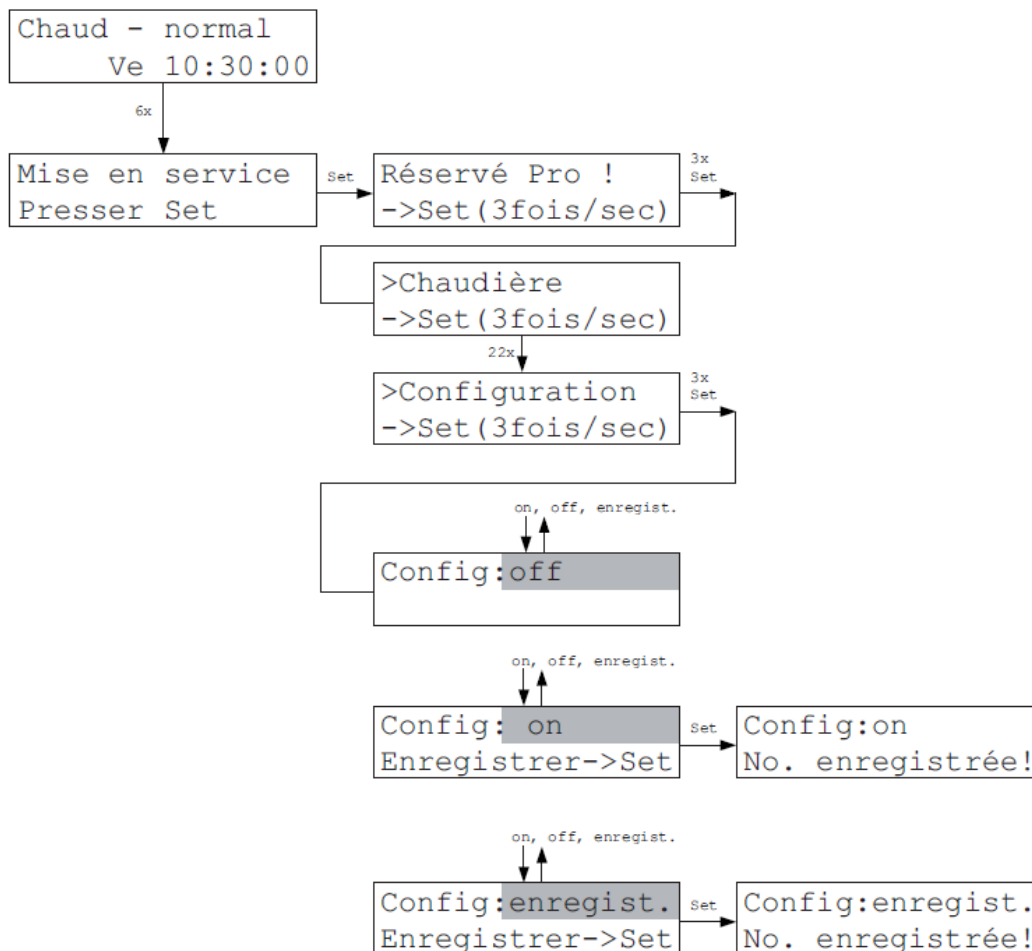 Chaud - normal
Ve 10:30:00
6x
Mise en service
Presser Set
Set
Réservé Pro !
->Set(3fois/sec)
3x
Set
>Chaudière
->Set(3fois/sec)
22x
>Configuration
->Set(3fois/sec)
3x
Set
on, off, enregist.
Config:off
on, off, enregist.
Config: on
Enregistrer->Set
Set
Config:on
No. enregistrée!
on, off, enregist.
Config:enregist.
Enregistrer->Set
Set
Config:enregist.
No. enregistrée!